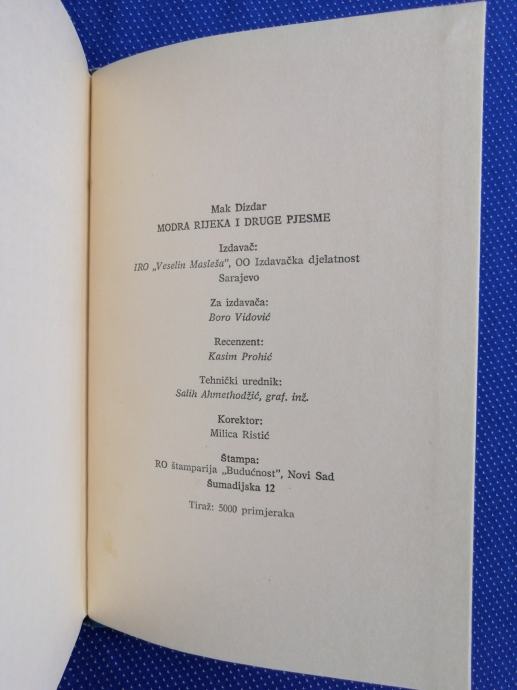 Mak Dizdar
MODRA RIJEKA I DRUGE PJESME
Izdavač:
IRO „Veselin Masleša", OO Izdavačka djelatnost
Sarajevo
Za izdavača:
Boro Vidović
Recenzent:
Kasim Prohić
Tehnički urednik:
Salih Ahmethodžić, graf. inž.
Korektor:
Milica Ristić
Štampa:
RO štamparija „Budućnost", Novi Sad
Šumadijska 12
Tiraž: 5000 primjeraka